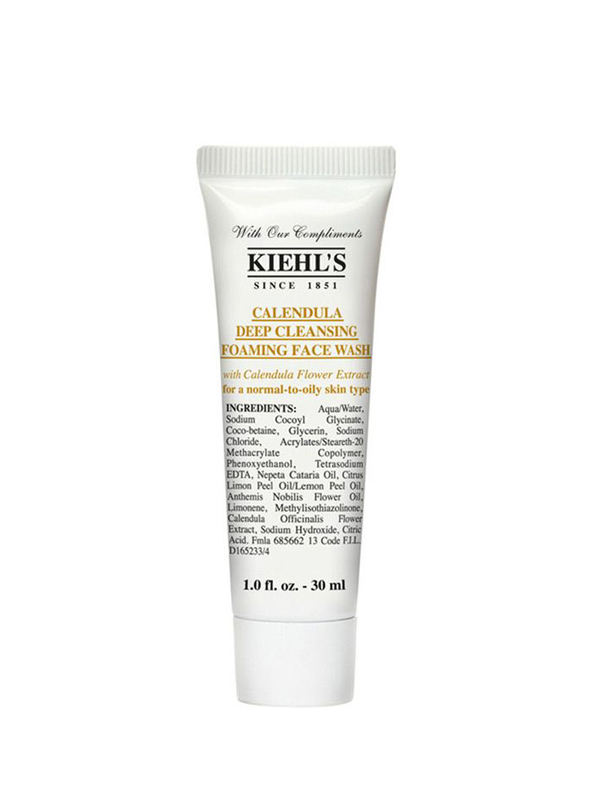 With Our Compliments
KIEHL'S
SINCE 1851
CALENDULA
DEEP CLEANSING
FOAMING FACE WASH
with Calendula Flower Extract
for a normal-to-oily skin type
INGREDIENTS: Aqua/Water,
Sodium Cocoyl Glycinate,
Coco-betaine, Glycerin, Sodium
Chloride, Acrylates/Steareth-20
Methacrylate Copolymer,
Phenoxyethanol, Tetrasodium
EDTA, Nepeta Cataria Oil, Citrus
Limon Peel Oil/Lemon Peel Oil,
Anthemis Nobilis Flower Oil,
Limonene, Methylisothiazolinone,
Calendula Officinalis Flower
Extract, Sodium Hydroxide, Citric
Acid. Fmla 685662 13 Code F.I.L.
D165233/4
1.0 fl. oz. - 30 ml